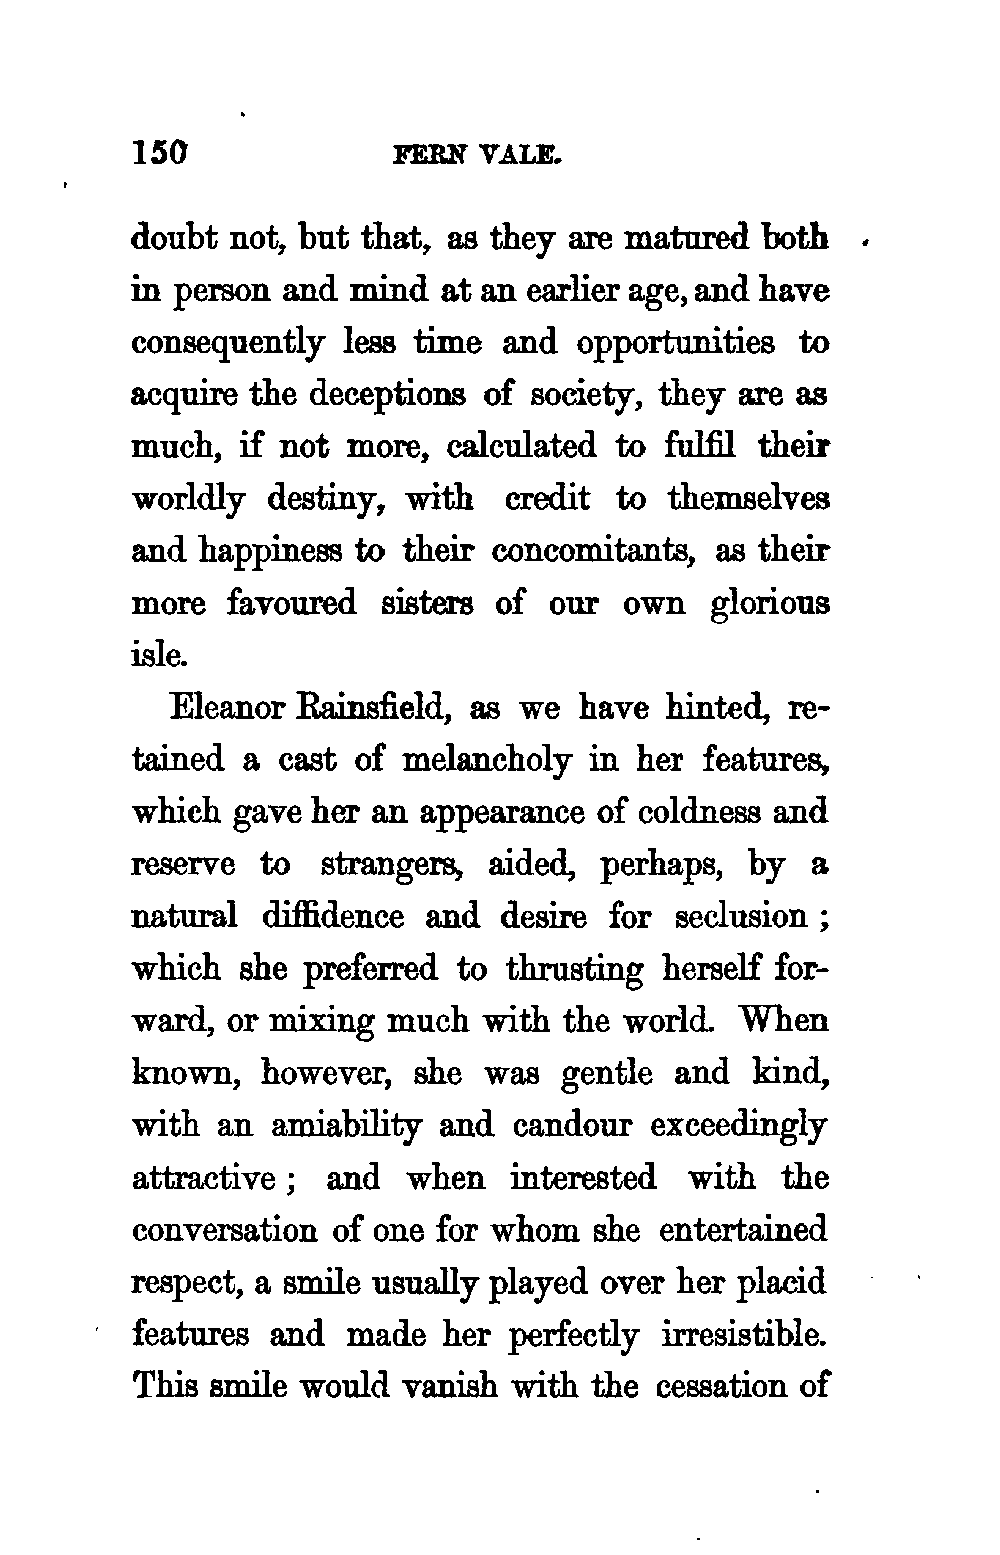 150 FERN VALE.
doubt not, but that, as they are matured both
in person and mind at an earlier age, and have
consequently less time and opportunities to
acquire the deceptions of society, they are as
much, if not more, calculated to fulfil their
worldly destiny, with credit to themselves
and happiness to their concomitants, as their
more favoured sisters of our own glorious
isle.
Eleanor Rainsfield, as we have hinted, re-
tained a cast of melancholy in her features,
which gave her an appearance of coldness and
reserve to strangers, aided, perhaps, by a
natural diffidence and desire for seclusion ;
which she preferred to thrusting herself for-
ward, or mixing much with the world. When
known, however, she was gentle and kind,
with an amiability and candour exceedingly
attractive ; and when interested with the
conversation of one for whom she entertained
respect, a smile usually played over her placid
features and made her perfectly irresistible.
This smile would vanish with the cessation of